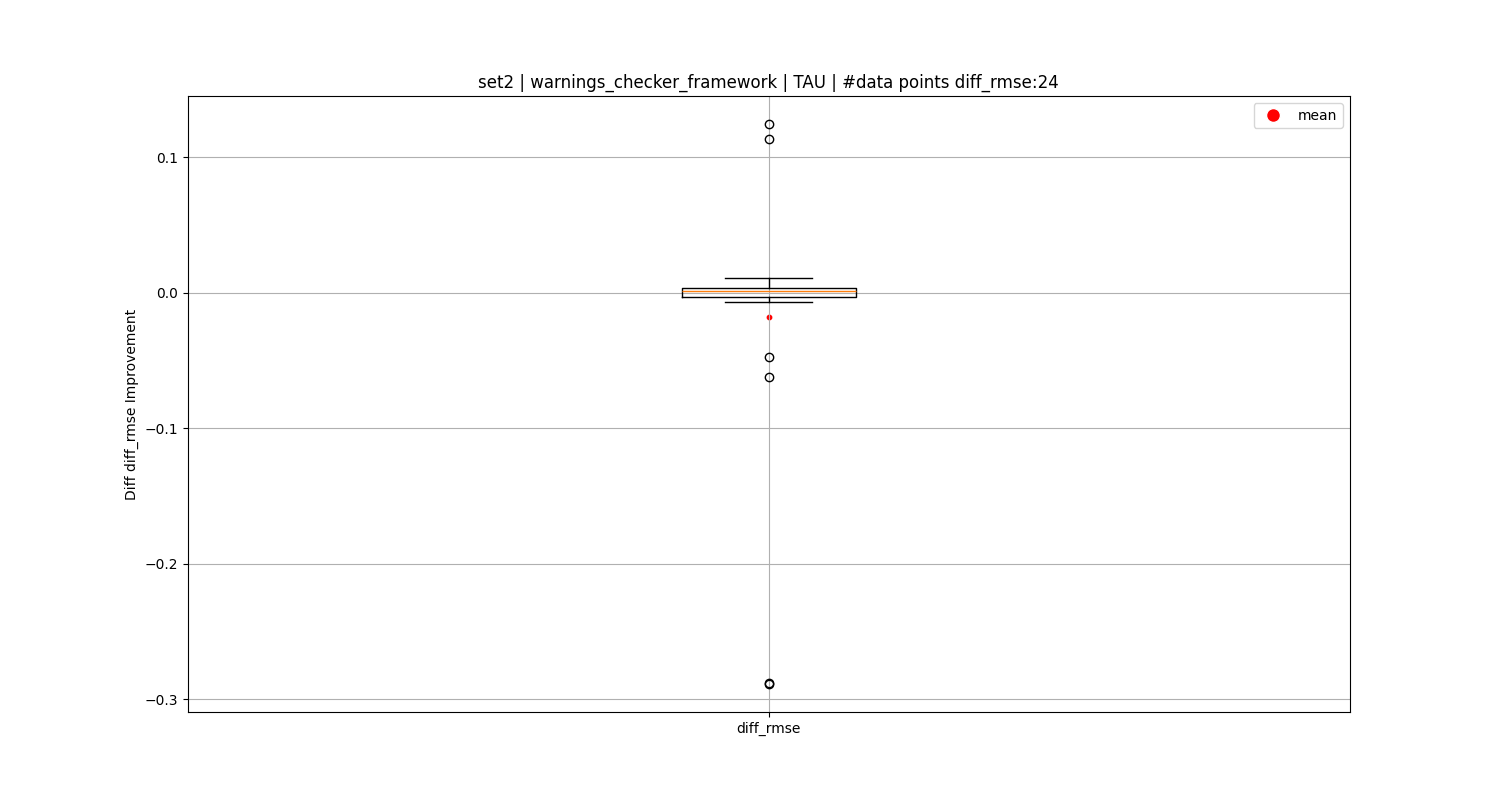 set2 | warnings_checker_framework | TAU | #data points diff_rmse:24
mean
0.1
0.0
−0.1
−0.2
−0.3
Diff diff_rmse Improvement
diff_rmse